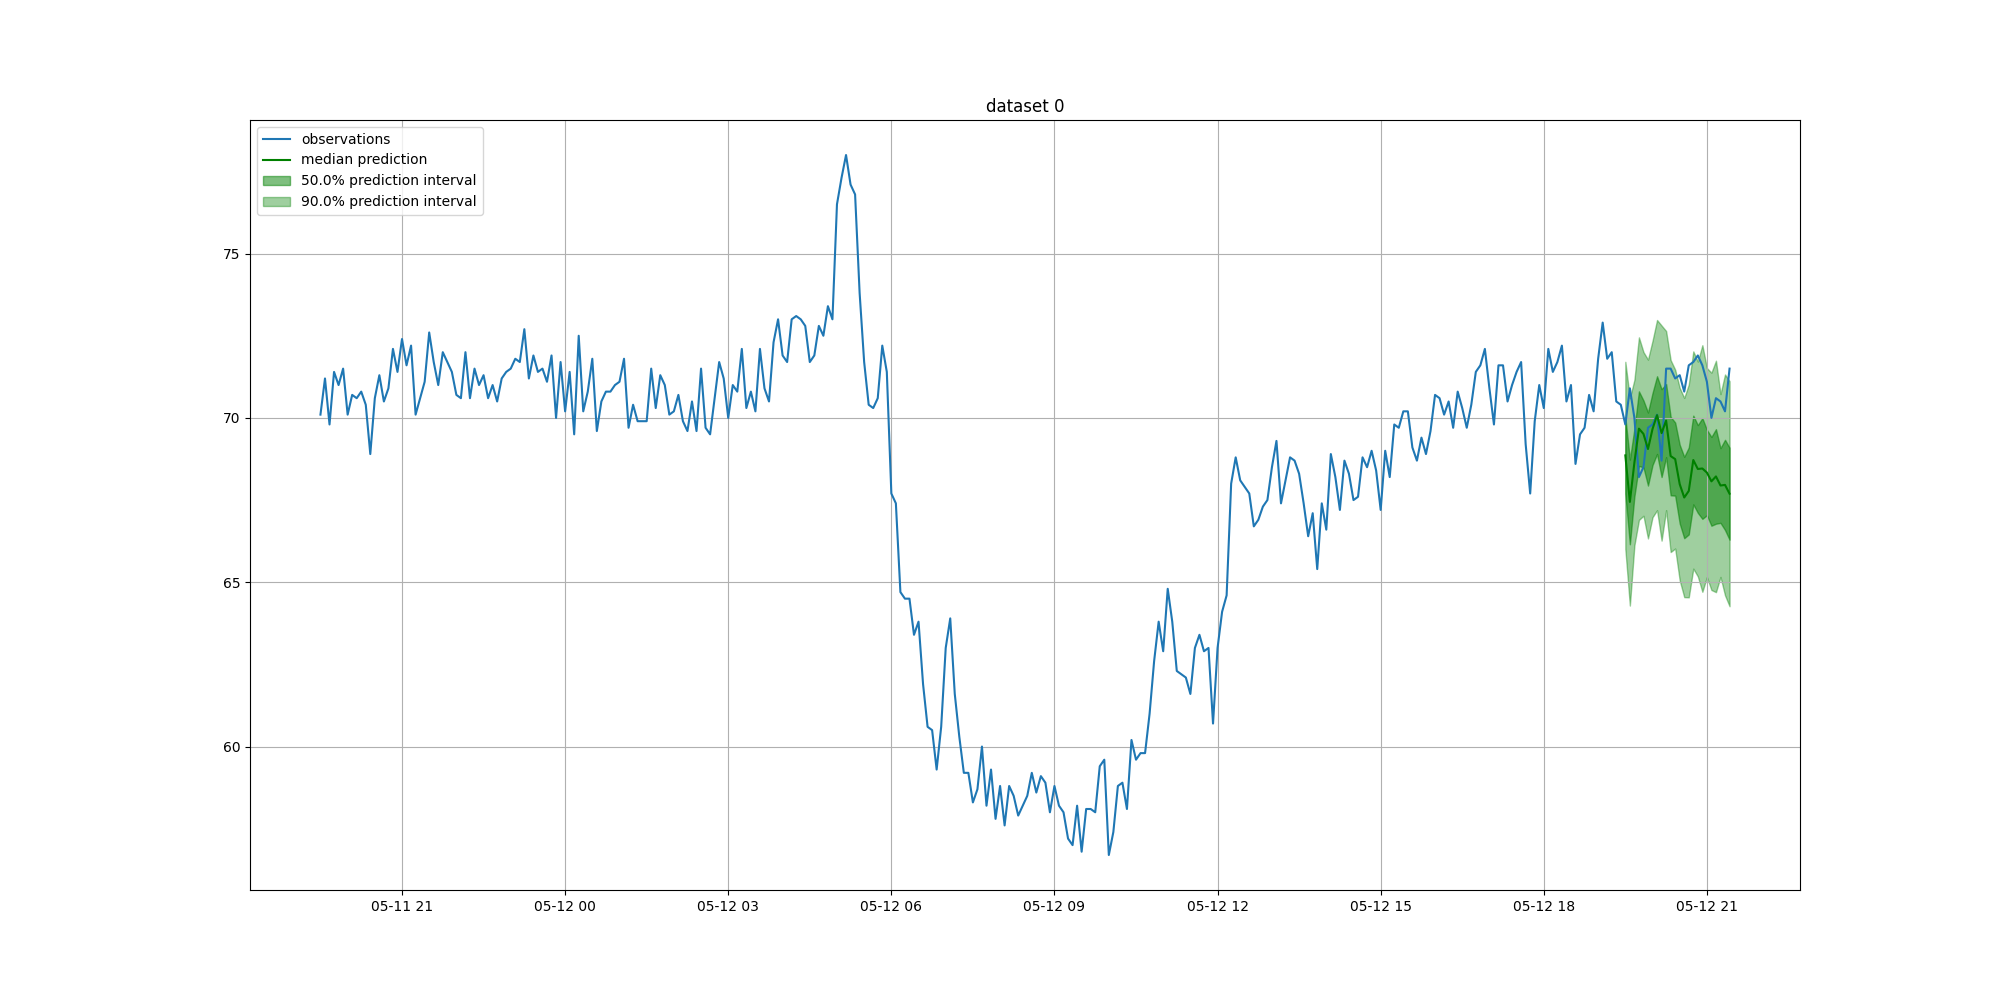 dataset 0
observations
median prediction
50.0% prediction interval
90.0% prediction interval
75
70
65
60
05-11 21
05-12 00
05-12 03
05-12 06
05-12 09
05-12 12
05-12 15
05-12 18
05-12 21